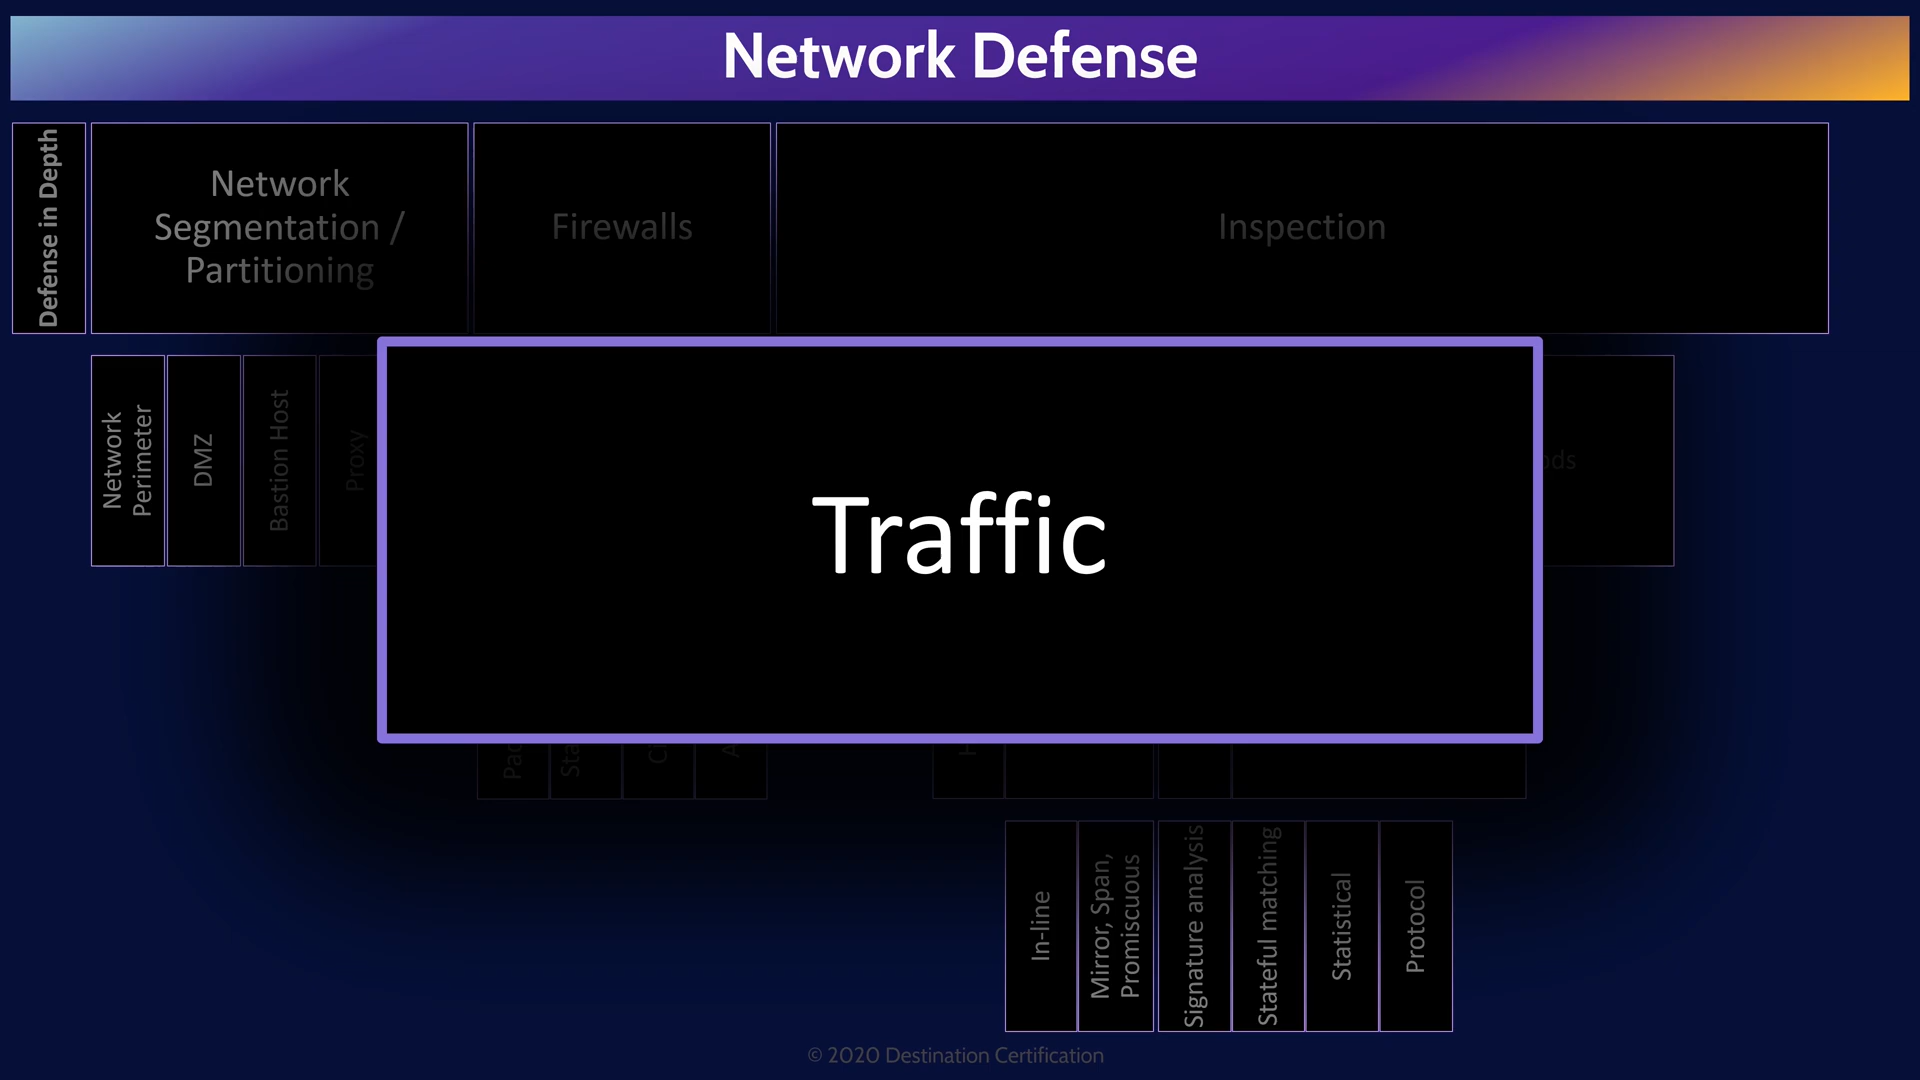 Network Defense
Defense in Depth
Network
Segmentation /
Partitioning
Firewalls
Inspection
Network
Perimeter
DMZ
Bastion Host
Proxy
Traffic
In-line
Mirror, Span,
Promiscuous
Signature analysis
Stateful matching
Statistical
Protocol
© 2020 Destination Certification